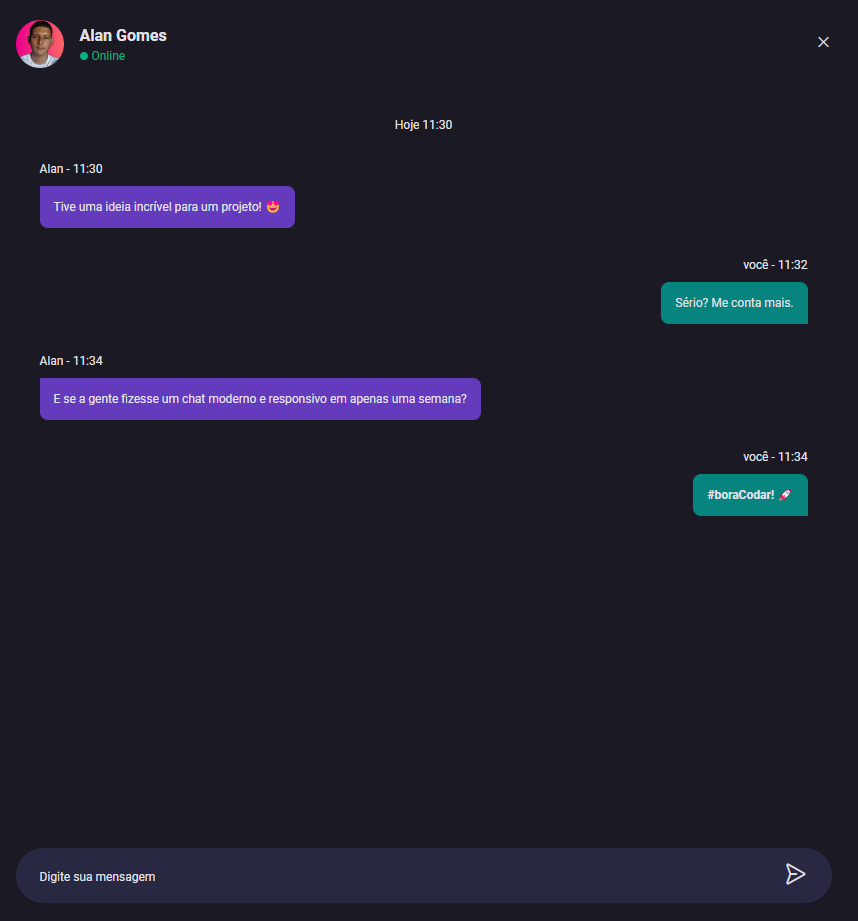 Alan Gomes
Online
Hoje 11:30
Alan - 11:30
Tive uma ideia incrível para um projeto! 🤩
você - 11:32
Sério? Me conta mais.
Alan - 11:34
E se a gente fizesse um chat moderno e responsivo em apenas uma semana?
você - 11:34
#boraCodar! 🚀
Digite sua mensagem